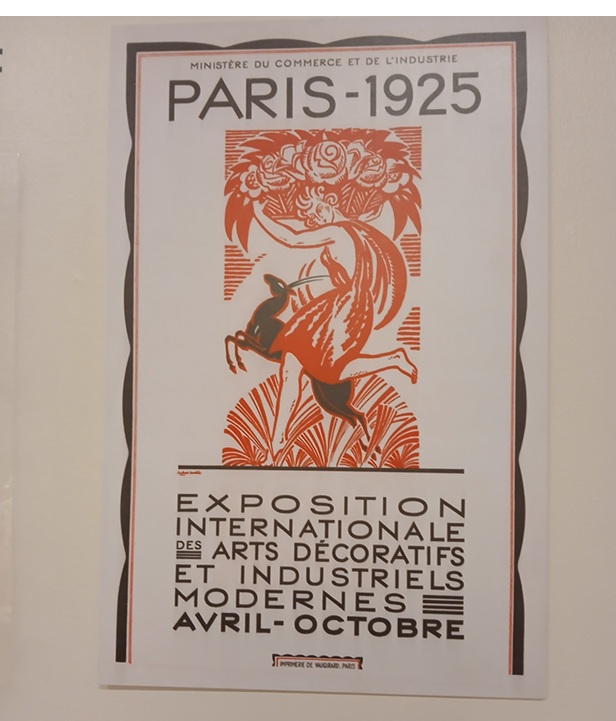 MINISTÈRE DU COMMERCE ET DE L'INDUSTRIE
PARIS-1925
EXPOSITION
INTERNATIONALE
DES ARTS DÉCORATIFS
ET INDUSTRIELS
MODERNES
AVRIL-OCTOBRE
IMPRIMERIE DE VAUGIRARD, PARIS